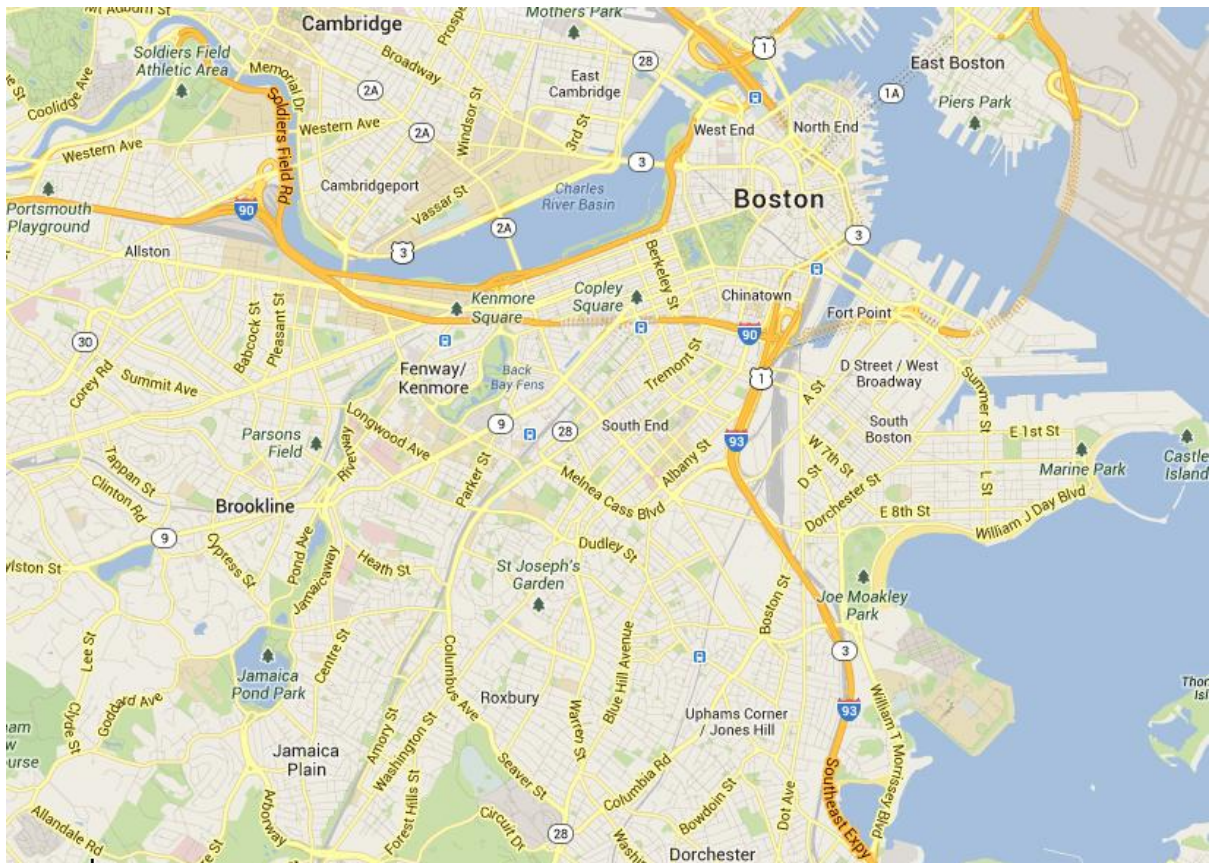 Mt Auburn St
Cambridge
Prospe
Mothers Park
1
Soldiers Field
Athletic Area
Broadway
28
East Boston
Coolidge Ave
Memorial Dr
2A
East
Cambridge
1A
Piers Park
Soldiers Field Rd
Western Ave
2A
Windsor St
3rd St
West End
North End
Western Ave
Cambridgeport
3
Charles
River Basin
Boston
Portsmouth
Playground
90
Vassar St
2A
3
3
Allston
Berkeley St
Kenmore
Square
Copley
Square
Chinatown
Fort Point
Babcock St
Pleasant St
90
30
Corey Rd
Summit Ave
Fenway/
Kenmore
Back
Bay Fens
Tremont St
1
D Street / West
Broadway
A St
Summer St
Longwood Ave
9
28
South End
93
South
Boston
E 1st St
Parsons
Field
Riverway
Albany St
W 7th St
Marine Park
Castle
Island
Tappan St
Clinton Rd
Parker St
Melnea Cass Blvd
D St
L St
Brookline
Dorchester St
E 8th St
William J Day Blvd
9
Cypress St
Pond Ave
Dudley St
ylston St
Jamaicaway
Heath St
St Joseph's
Garden
Boston St
Joe Moakley
Park
Lee St
Centre St
Columbus Ave
Blue Hill Avenue
3
Jamaica
Pond Park
Roxbury
Goddard Ave
Clyde St
Warren St
Uphams Corner
/ Jones Hill
93
William T Morrissey Blvd
Amory St
Washington St
Jamaica
Plain
Seaver St
Columbia Rd
Southeast Expy
Forest Hills St
Circuit Dr
Bowdoin St
Dot Ave
Allandale Rd
Arborway
28
Dorchester